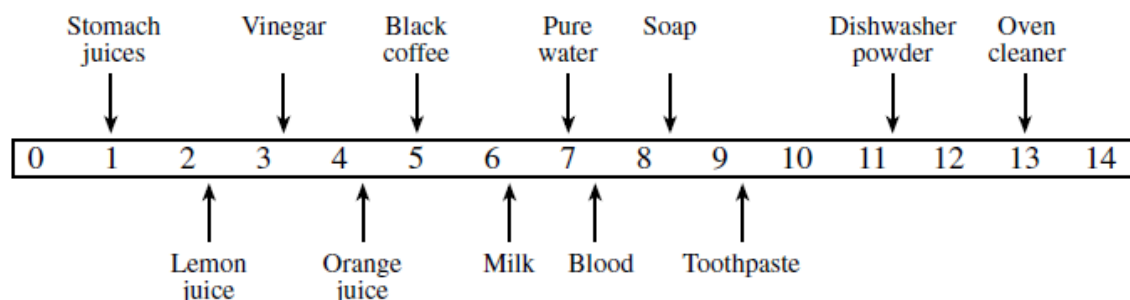 Stomach juices
Vinegar
Black coffee
Pure water
Soap
Dishwasher powder
Oven cleaner
0 1 2 3 4 5 6 7 8 9 10 11 12 13 14
Lemon juice
Orange juice
Milk
Blood
Toothpaste